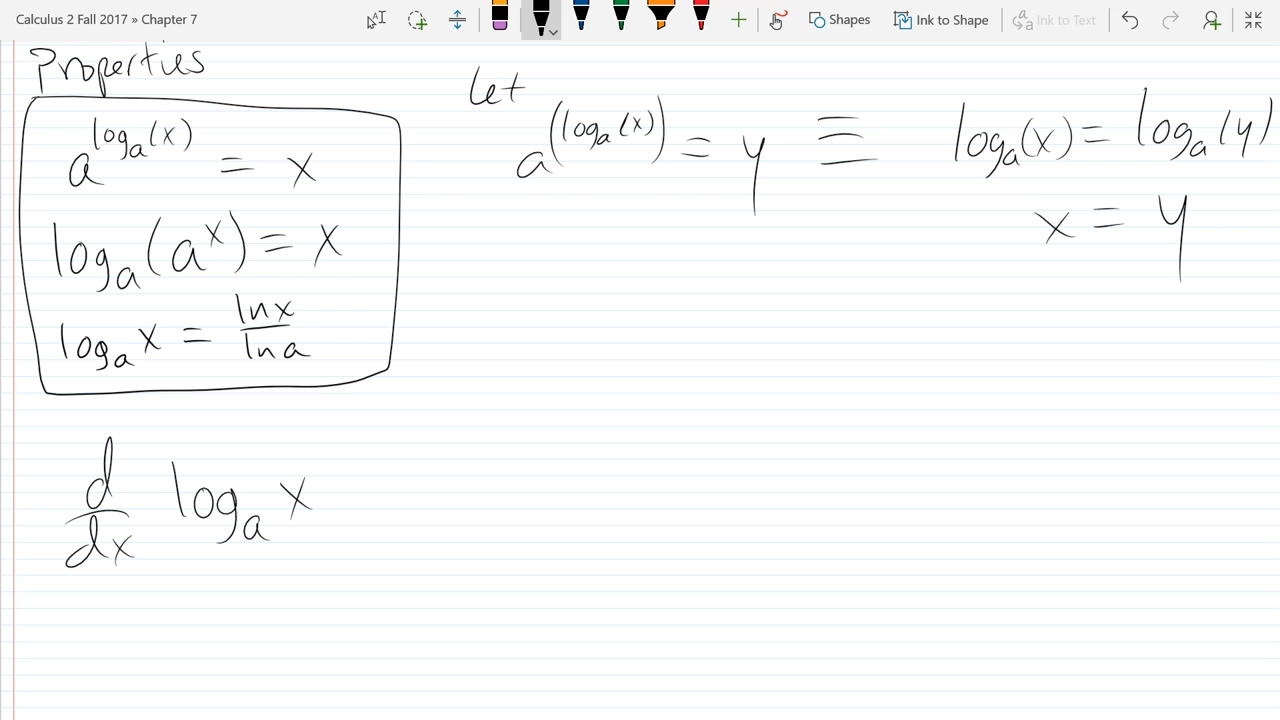 Calculus 2 Fall 2017 » Chapter 7
Shapes
Ink to Shape
Ink to Text
Properties
a^(log_a(x)) = x
log_a(a^x) = x
log_a x = ln x / ln a
let
a^(log_a(x)) = y ≡ log_a(x) = log_a(y)
x = y
d/dx log_a x